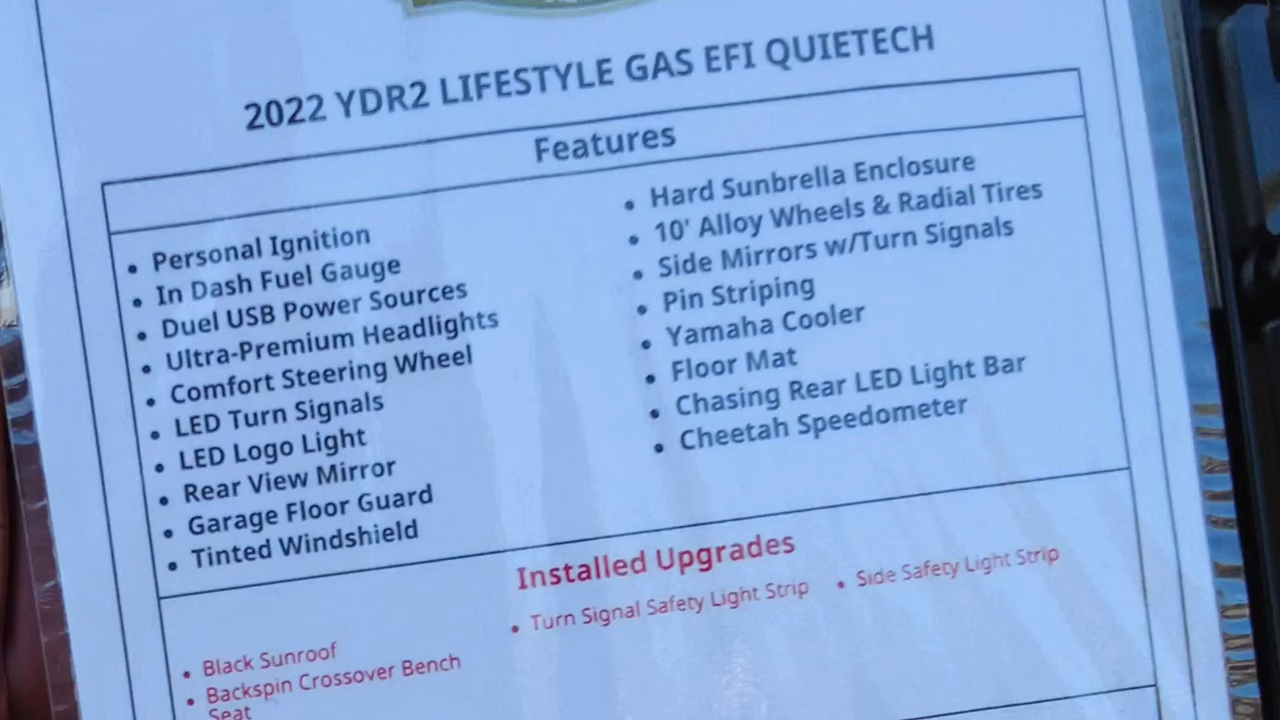 2022 YDR2 LIFESTYLE GAS EFI QUIETECH
Features
• Personal Ignition
• In Dash Fuel Gauge
• Duel USB Power Sources
• Ultra-Premium Headlights
• Comfort Steering Wheel
• LED Turn Signals
• LED Logo Light
• Rear View Mirror
• Garage Floor Guard
• Tinted Windshield
• Hard Sunbrella Enclosure
• 10' Alloy Wheels & Radial Tires
• Side Mirrors w/Turn Signals
• Pin Striping
• Yamaha Cooler
• Floor Mat
• Chasing Rear LED Light Bar
• Cheetah Speedometer
Installed Upgrades
• Black Sunroof
• Backspin Crossover Bench
Seat
• Turn Signal Safety Light Strip
• Side Safety Light Strip